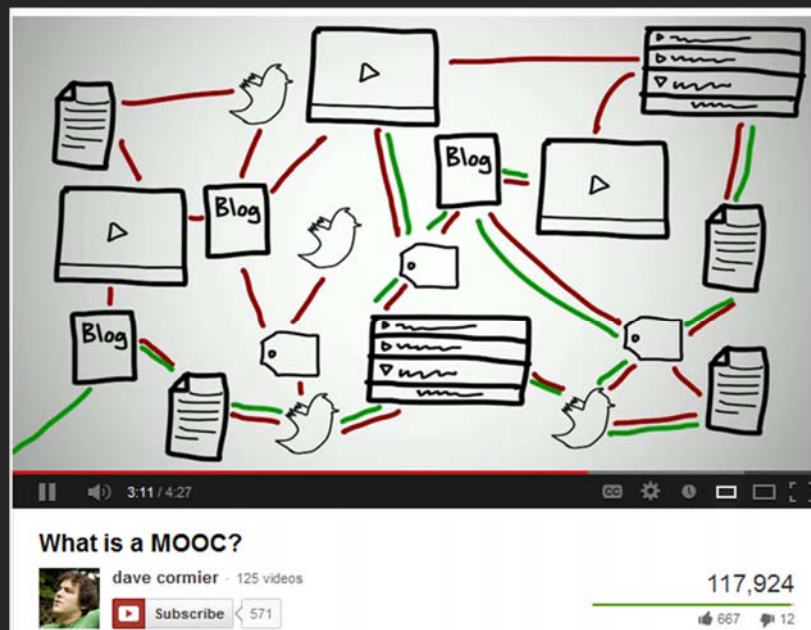 Blog
Blog
Blog
3:11 / 4:27
CC
What is a MOOC?
dave cormier · 125 videos
Subscribe 571
117,924
667 12